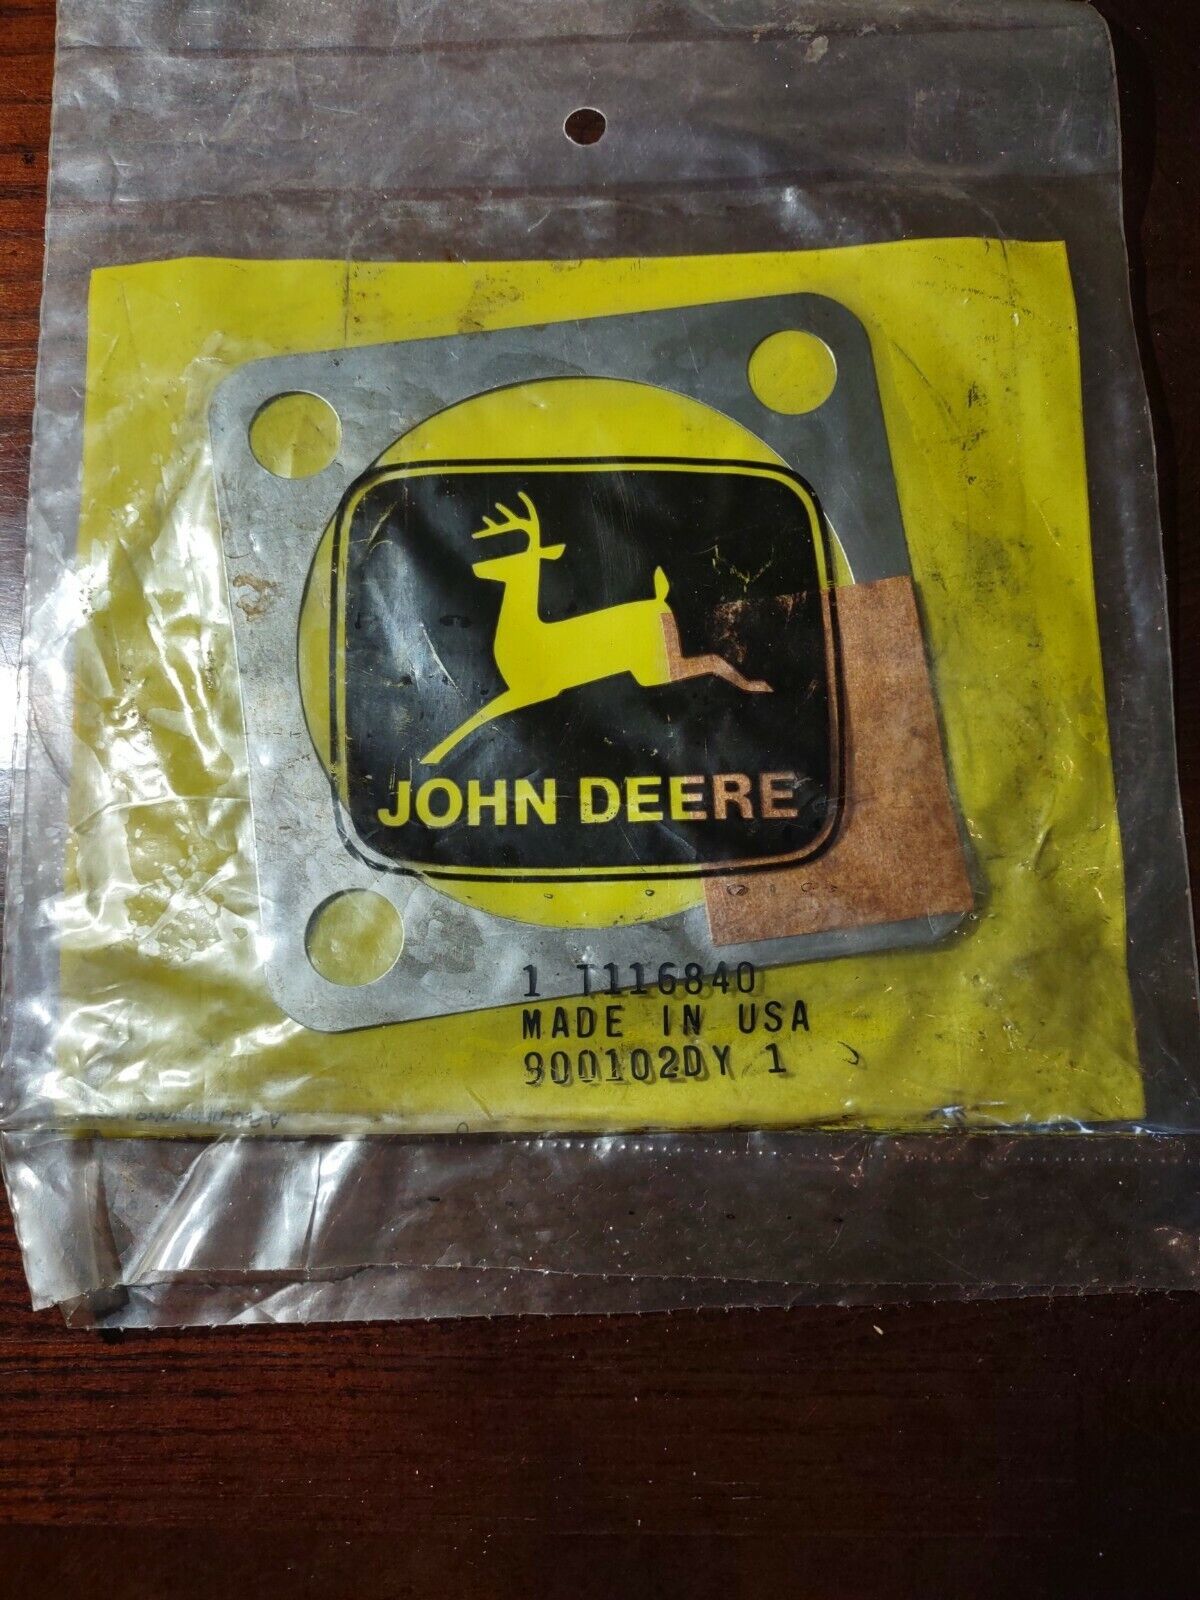 JOHN DEERE
1 T116840
MADE IN USA
900102DY 1